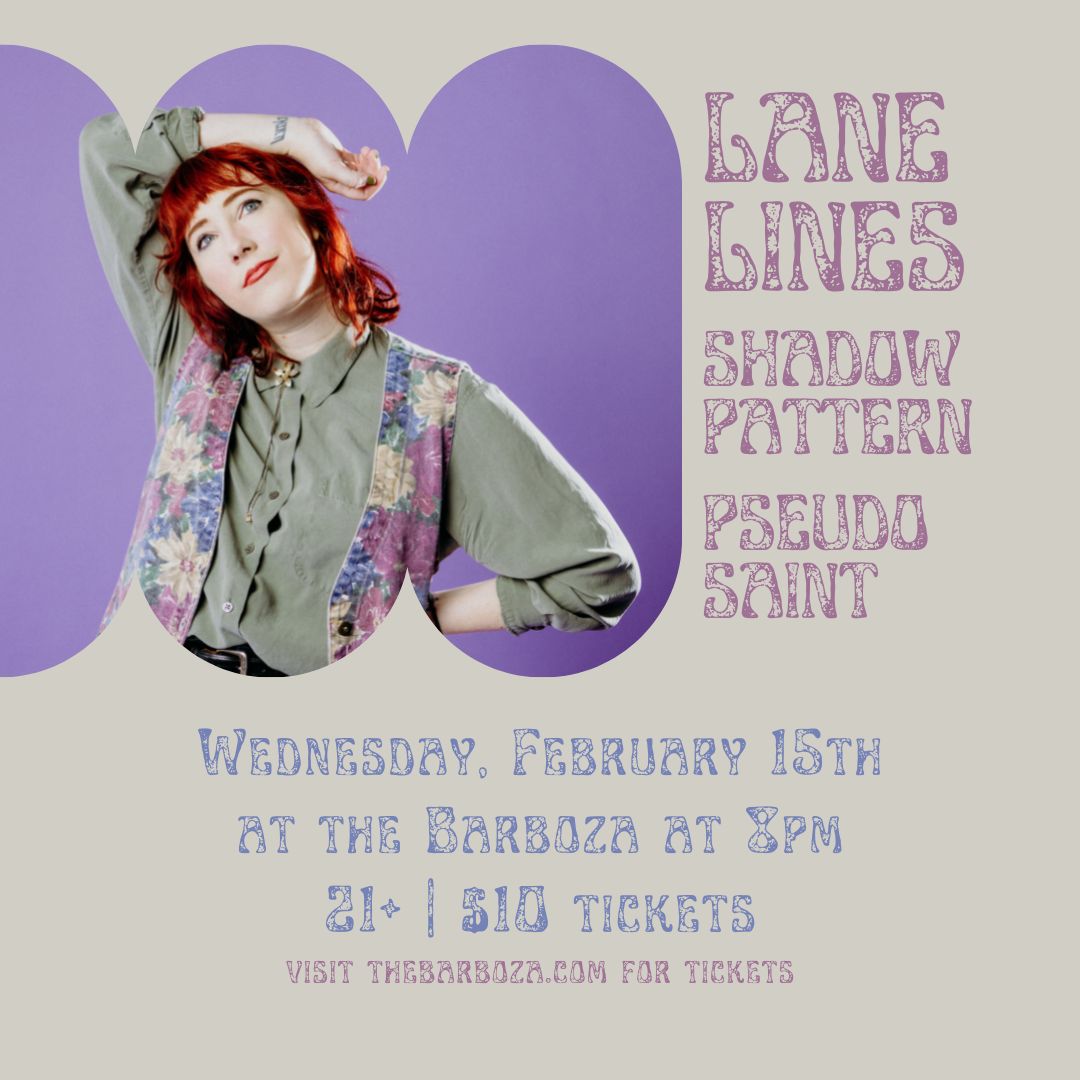 LANE
LINES
SHADOW
PATTERN
PSEUDO
SAINT
WEDNESDAY, FEBRUARY 15TH
AT THE BARBOZA AT 8PM
21+ | $10 TICKETS
VISIT THEBARBOZA.COM FOR TICKETS